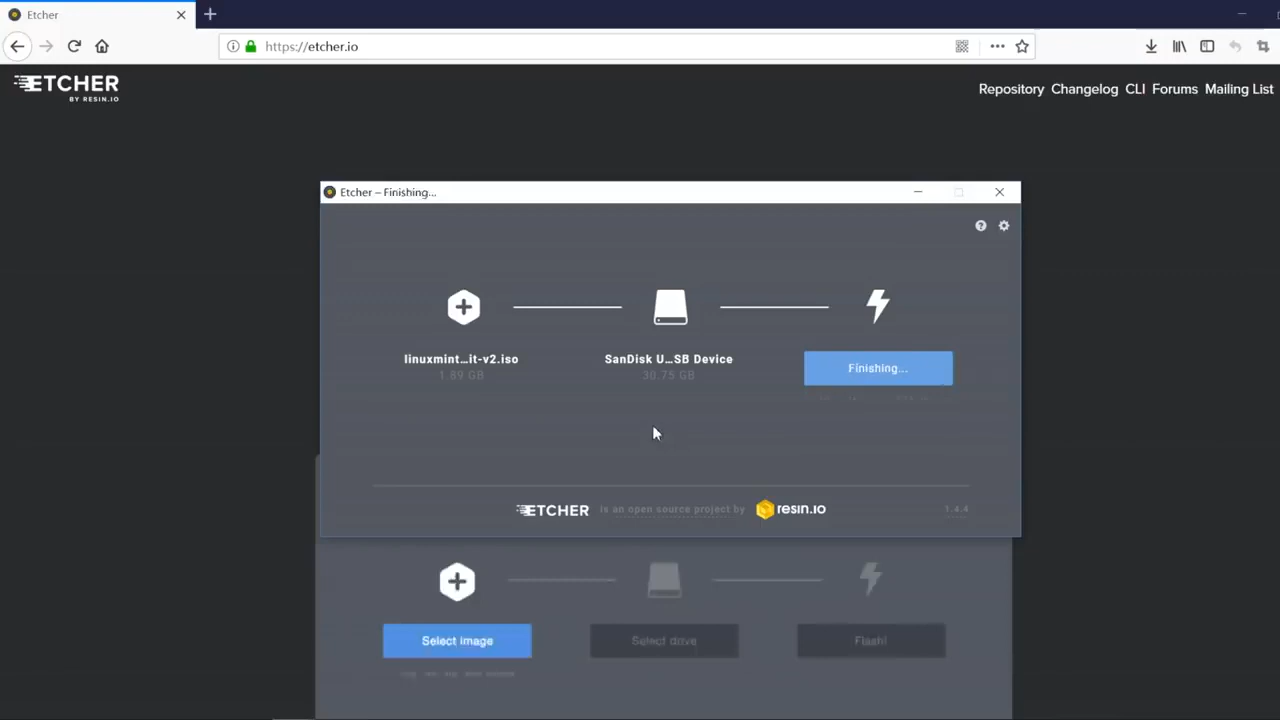 Etcher
https://etcher.io
ETCHER
BY RESIN.IO
Repository Changelog CLI Forums Mailing List
Etcher – Finishing...
linuxmint...it-v2.iso
1.89 GB
SanDisk U...SB Device
30.75 GB
Finishing...
ETCHER is an open source project by resin.io
1.4.4
Select image
Select drive
Flash!